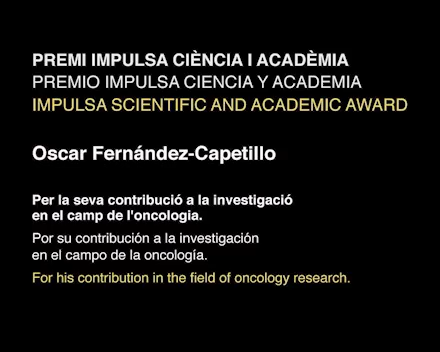 PREMI IMPULSA CIÈNCIA I ACADÈMIA
PREMIO IMPULSA CIENCIA Y ACADEMIA
IMPULSA SCIENTIFIC AND ACADEMIC AWARD
Oscar Fernández-Capetillo
Per la seva contribució a la investigació
en el camp de l'oncologia.
Por su contribución a la investigación
en el campo de la oncología.
For his contribution in the field of oncology research.